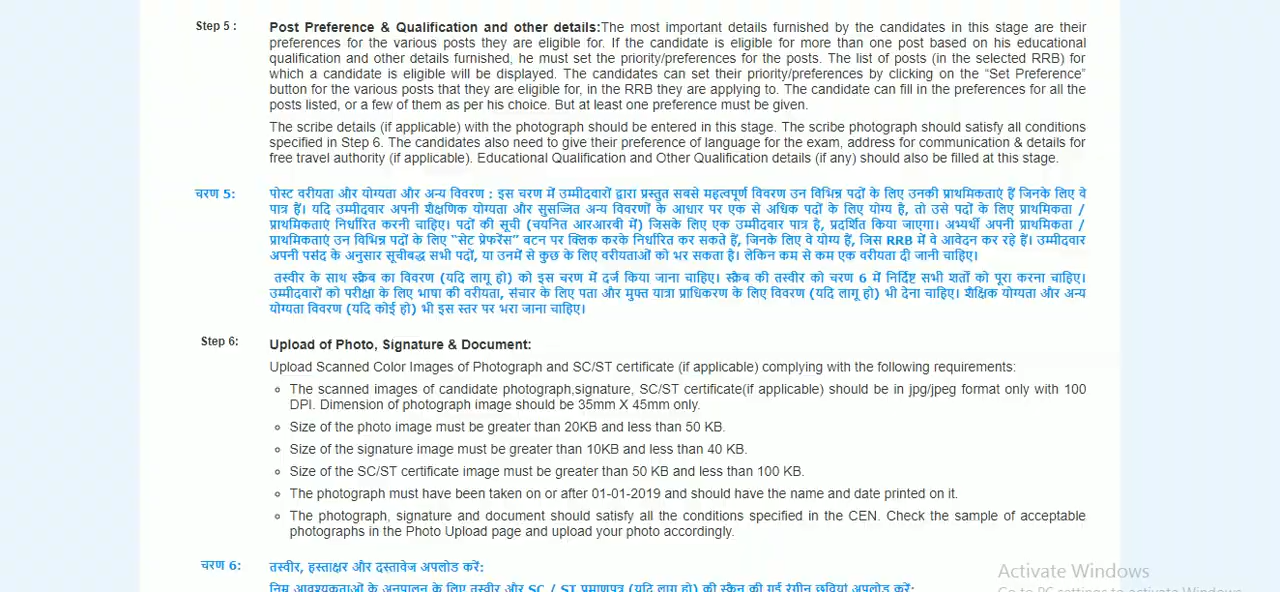 Step 5 :
Post Preference & Qualification and other details:The most important details furnished by the candidates in this stage are their
preferences for the various posts they are eligible for. If the candidate is eligible for more than one post based on his educational
qualification and other details furnished, he must set the priority/preferences for the posts. The list of posts (in the selected RRB) for
which a candidate is eligible will be displayed. The candidates can set their priority/preferences by clicking on the “Set Preference”
button for the various posts that they are eligible for, in the RRB they are applying to. The candidate can fill in the preferences for all the
posts listed, or a few of them as per his choice. But at least one preference must be given.
The scribe details (if applicable) with the photograph should be entered in this stage. The scribe photograph should satisfy all conditions
specified in Step 6. The candidates also need to give their preference of language for the exam, address for communication & details for
free travel authority (if applicable). Educational Qualification and Other Qualification details (if any) should also be filled at this stage.
चरण 5:
पोस्ट वरीयता और योग्यता और अन्य विवरण : इस चरण में उम्मीदवारों द्वारा प्रस्तुत सबसे महत्वपूर्ण विवरण उन विभिन्न पदों के लिए उनकी प्राथमिकताएं हैं जिनके लिए वे
पात्र हैं। यदि उम्मीदवार अपनी शैक्षणिक योग्यता और सुसज्जित अन्य विवरणों के आधार पर एक से अधिक पदों के लिए योग्य है, तो उसे पदों के लिए प्राथमिकता /
प्राथमिकताएं निर्धारित करनी चाहिए। पदों की सूची (चयनित आरआरबी में) जिसके लिए एक उम्मीदवार पात्र है, प्रदर्शित किया जाएगा। अभ्यर्थी अपनी प्राथमिकता /
प्राथमिकताएं उन विभिन्न पदों के लिए “सेट प्रेफरेंस” बटन पर क्लिक करके निर्धारित कर सकते हैं, जिनके लिए वे योग्य हैं, जिस RRB में वे आवेदन कर रहे हैं। उम्मीदवार
अपनी पसंद के अनुसार सूचीबद्ध सभी पदों, या उनमें से कुछ के लिए वरीयताओं को भर सकता है। लेकिन कम से कम एक वरीयता दी जानी चाहिए।
तस्वीर के साथ स्क्रैब का विवरण (यदि लागू हो) को इस चरण में दर्ज किया जाना चाहिए। स्क्रैब की तस्वीर को चरण 6 में निर्दिष्ट सभी शर्तों को पूरा करना चाहिए।
उम्मीदवारों को परीक्षा के लिए भाषा की वरीयता, संचार के लिए पता और मुफ्त यात्रा प्राधिकरण के लिए विवरण (यदि लागू हो) भी देना चाहिए। शैक्षिक योग्यता और अन्य
योग्यता विवरण (यदि कोई हो) भी इस स्तर पर भरा जाना चाहिए।
Step 6:
Upload of Photo, Signature & Document:
Upload Scanned Color Images of Photograph and SC/ST certificate (if applicable) complying with the following requirements:
The scanned images of candidate photograph,signature, SC/ST certificate(if applicable) should be in jpg/jpeg format only with 100
DPI. Dimension of photograph image should be 35mm X 45mm only.
Size of the photo image must be greater than 20KB and less than 50 KB.
Size of the signature image must be greater than 10KB and less than 40 KB.
Size of the SC/ST certificate image must be greater than 50 KB and less than 100 KB.
The photograph must have been taken on or after 01-01-2019 and should have the name and date printed on it.
The photograph, signature and document should satisfy all the conditions specified in the CEN. Check the sample of acceptable
photographs in the Photo Upload page and upload your photo accordingly.
चरण 6:
तस्वीर, हस्ताक्षर और दस्तावेज अपलोड करें:
निम्न आवश्यकताओं के अनुपालन के लिए तस्वीर और SC / ST प्रमाणपत्र (यदि लागू हो) की स्कैन की गई रंगीन छवियां अपलोड करें:
Activate Windows
Go to PC settings to activate Windows